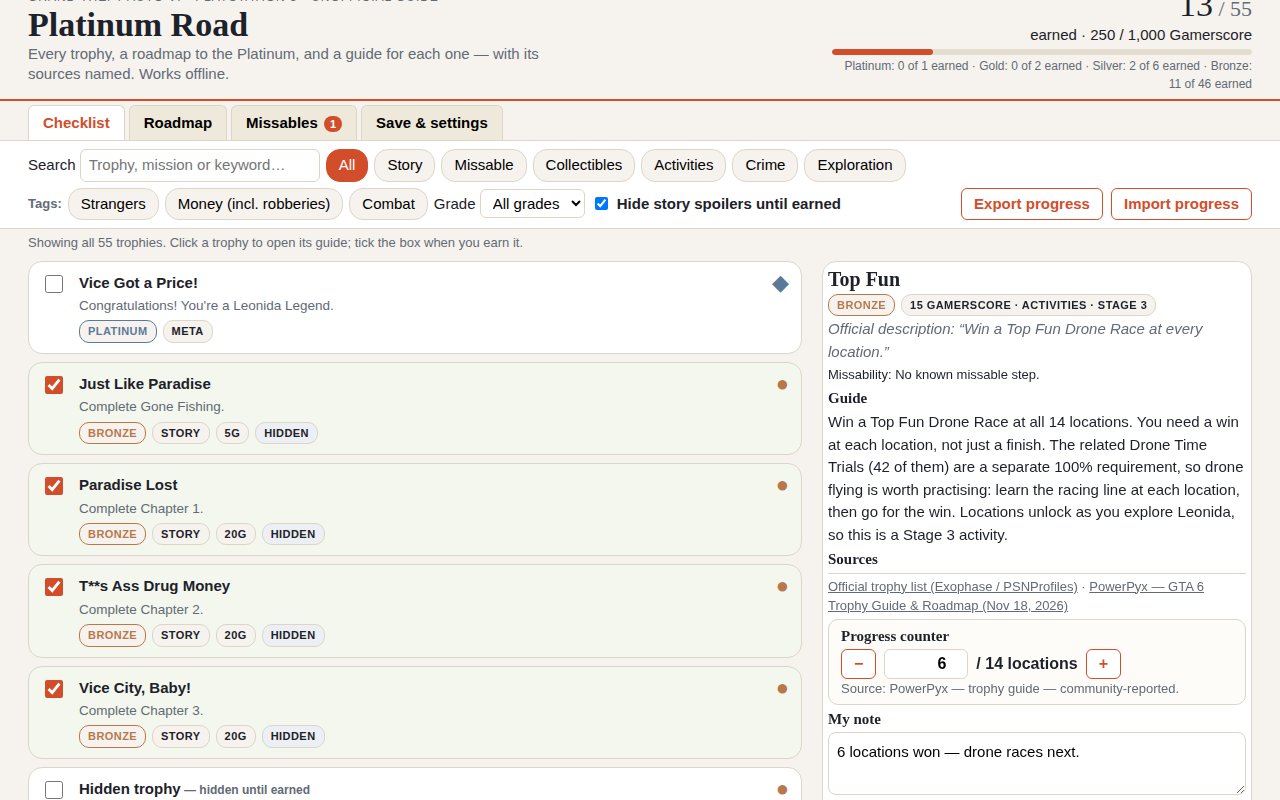 Platinum Road
Every trophy, a roadmap to the Platinum, and a guide for each one — with its
sources named. Works offline.
13 / 55
earned · 250 / 1,000 Gamerscore
Platinum: 0 of 1 earned · Gold: 0 of 2 earned · Silver: 2 of 6 earned · Bronze:
11 of 46 earned
Checklist Roadmap Missables 1 Save & settings
Search Trophy, mission or keyword… All Story Missable Collectibles Activities Crime Exploration
Tags: Strangers Money (incl. robberies) Combat Grade All grades Hide story spoilers until earned Export progress Import progress
Showing all 55 trophies. Click a trophy to open its guide; tick the box when you earn it.
Vice Got a Price!
Congratulations! You're a Leonida Legend.
PLATINUM META
Just Like Paradise
Complete Gone Fishing.
BRONZE STORY 5G HIDDEN
Paradise Lost
Complete Chapter 1.
BRONZE STORY 20G HIDDEN
T**s Ass Drug Money
Complete Chapter 2.
BRONZE STORY 20G HIDDEN
Vice City, Baby!
Complete Chapter 3.
BRONZE STORY 20G HIDDEN
Hidden trophy — hidden until earned
Top Fun
BRONZE 15 GAMERSCORE · ACTIVITIES · STAGE 3
Official description: “Win a Top Fun Drone Race at every
location.”
Missability: No known missable step.
Guide
Win a Top Fun Drone Race at all 14 locations. You need a win
at each location, not just a finish. The related Drone Time
Trials (42 of them) are a separate 100% requirement, so drone
flying is worth practising: learn the racing line at each location,
then go for the win. Locations unlock as you explore Leonida,
so this is a Stage 3 activity.
Sources
Official trophy list (Exophase / PSNProfiles) · PowerPyx — GTA 6
Trophy Guide & Roadmap (Nov 18, 2026)
Progress counter
− 6 / 14 locations +
Source: PowerPyx — trophy guide — community-reported.
My note
6 locations won — drone races next.